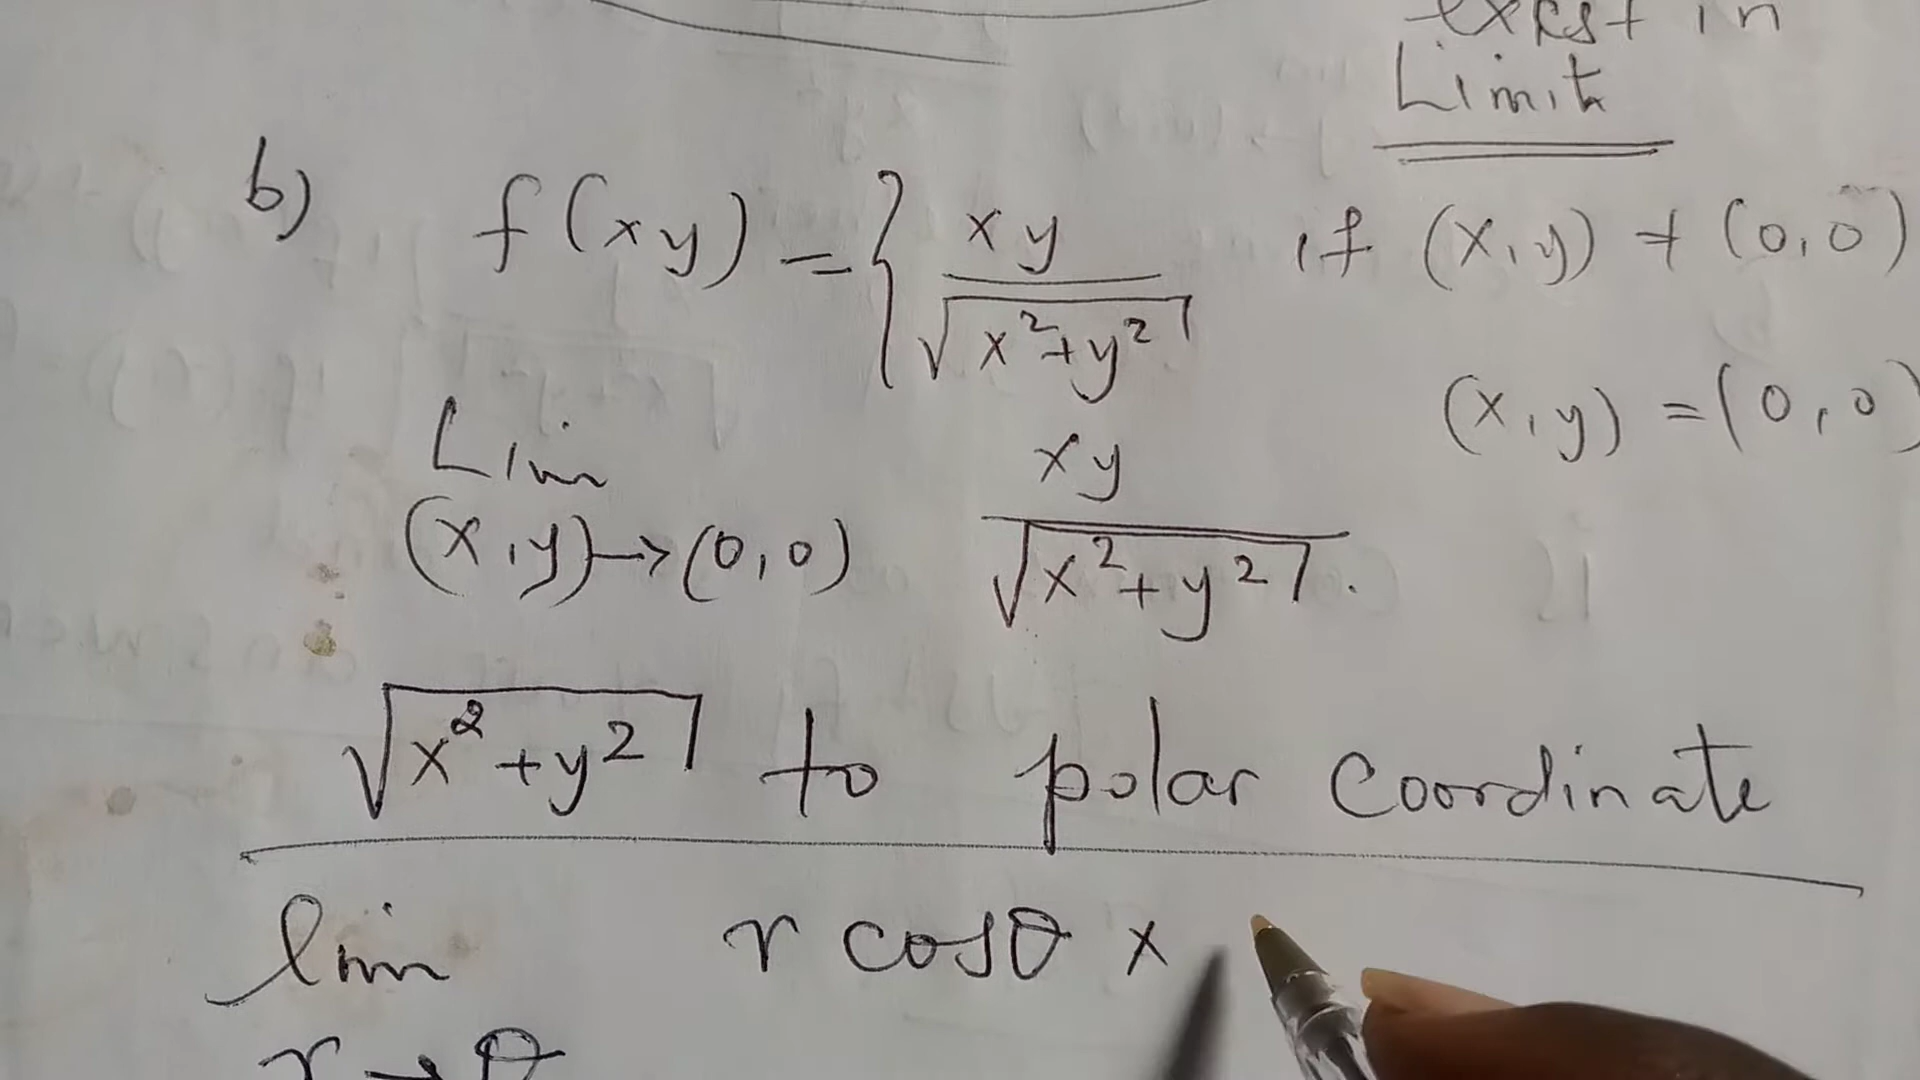 exist in
Limit
b) f(xy) = { xy / √x²+y² if (x,y) ≠ (0,0)
(x,y) = (0,0)
Lim (x,y)→(0,0) xy / √x²+y².
√x²+y² to polar coordinate
lim r cosθ ×
r → θ